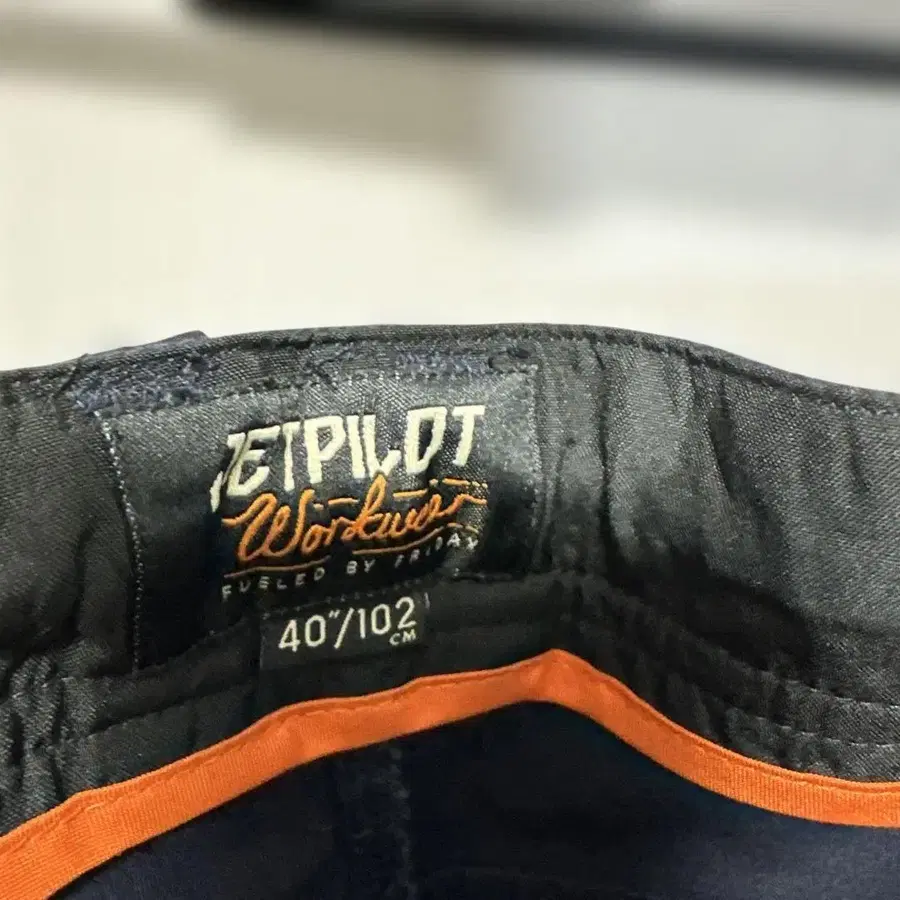 JETPILOT
Workwear
FUELED BY FRIDAY
40"/102 CM